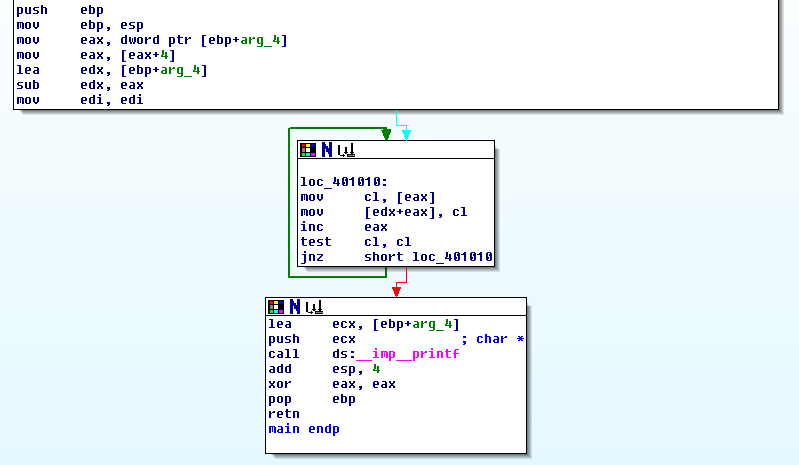 push ebp
mov ebp, esp
mov eax, dword ptr [ebp+arg_4]
mov eax, [eax+4]
lea edx, [ebp+arg_4]
sub edx, eax
mov edi, edi
loc_401010:
mov cl, [eax]
mov [edx+eax], cl
inc eax
test cl, cl
jnz short loc_401010
lea ecx, [ebp+arg_4]
push ecx ; char *
call ds:__imp__printf
add esp, 4
xor eax, eax
pop ebp
retn
main endp